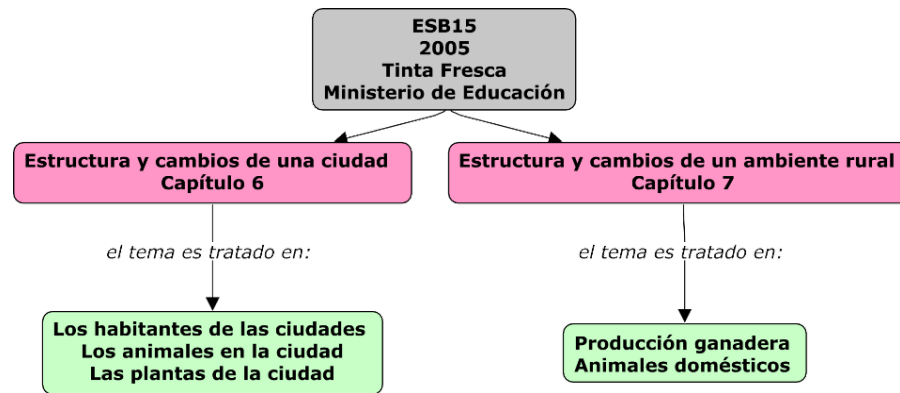 ESB15
2005
Tinta Fresca
Ministerio de Educación
Estructura y cambios de una ciudad
Capítulo 6
Estructura y cambios de un ambiente rural
Capítulo 7
el tema es tratado en:
el tema es tratado en:
Los habitantes de las ciudades
Los animales en la ciudad
Las plantas de la ciudad
Producción ganadera
Animales domésticos